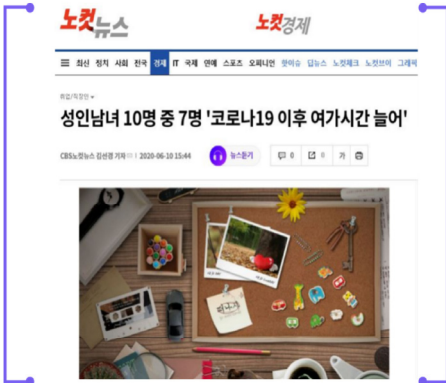 노컷뉴스
노컷경제
최신 정치 사회 전국 경제 IT 국제 연예 스포츠 오피니언 핫이슈 딥뉴스 노컷체크 노컷브이 그래픽
취업/직장인
성인남녀 10명 중 7명 '코로나19 이후 여가시간 늘어'
CBS노컷뉴스 김선경 기자
2020-06-10 15:44
뉴스듣기
0
0
가